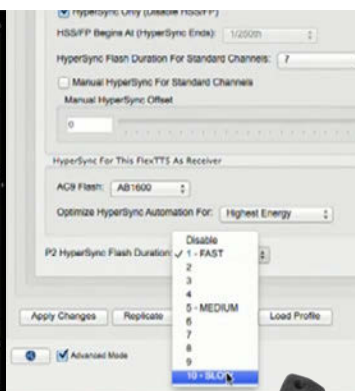 HyperSync Only (Disable HSS/FP)
HSS/FP Begins At (HyperSync Ends): 1/250th
HyperSync Flash Duration For Standard Channels: 7
Manual HyperSync For Standard Channels
Manual HyperSync Offset
0
HyperSync For This FlexTT5 As Receiver
AC9 Flash: AB1600
Optimize HyperSync Automation For: Highest Energy
Disable
P2 HyperSync Flash Duration: ✓ 1 - FAST
2
3
4
5 - MEDIUM
6
7
8
9
10 - SLOW
Apply Changes Replicate Load Profile
Advanced Mode